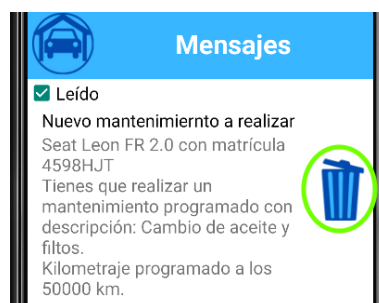 Mensajes
Leído
Nuevo mantenimiernto a realizar
Seat Leon FR 2.0 con matrícula
4598HJT
Tienes que realizar un
mantenimiento programado con
descripción: Cambio de aceite y
filtos.
Kilometraje programado a los
50000 km.